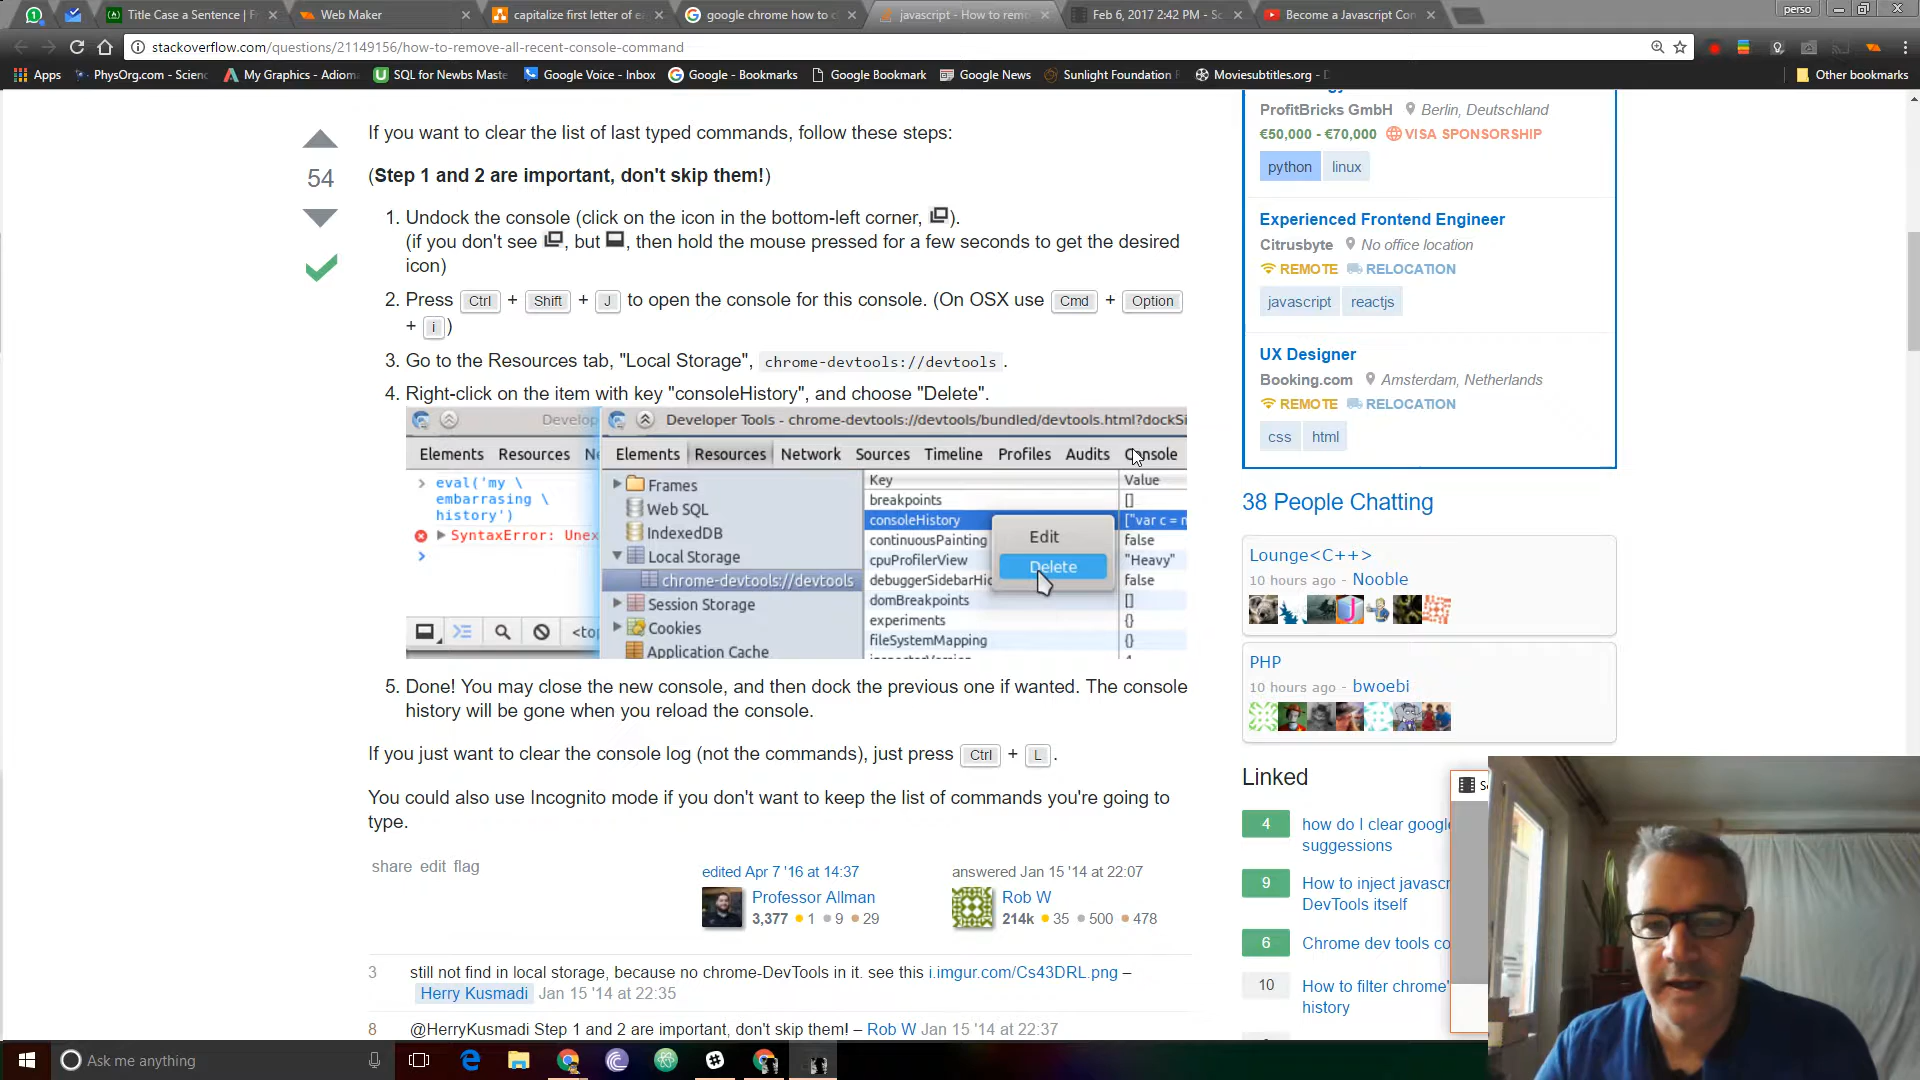 Title Case a Sentence | F
Web Maker
capitalize first letter of e
google chrome how to c
javascript - How to remo
Feb 6, 2017 2:42 PM - Sc
Become a Javascript Con
perso
stackoverflow.com/questions/21149156/how-to-remove-all-recent-console-command
Apps
PhysOrg.com - Scienc
My Graphics - Adiom
SQL for Newbs Maste
Google Voice - Inbox
Google - Bookmarks
Google Bookmark
Google News
Sunlight Foundation
Moviesubtitles.org - D
Other bookmarks
If you want to clear the list of last typed commands, follow these steps:
54
(Step 1 and 2 are important, don't skip them!)
1. Undock the console (click on the icon in the bottom-left corner, ).
(if you don't see , but , then hold the mouse pressed for a few seconds to get the desired
icon)
2. Press Ctrl + Shift + J to open the console for this console. (On OSX use Cmd + Option
+ i )
3. Go to the Resources tab, "Local Storage", chrome-devtools://devtools .
4. Right-click on the item with key "consoleHistory", and choose "Delete".
Develop
Developer Tools - chrome-devtools://devtools/bundled/devtools.html?dockSi
Elements Resources Ne
Elements Resources Network Sources Timeline Profiles Audits Console
eval('my \
embarrasing \
history')
SyntaxError: Unex
<top
Frames
Web SQL
IndexedDB
Local Storage
chrome-devtools://devtools
Session Storage
Cookies
Application Cache
Key Value
breakpoints []
consoleHistory ["var c = n
continuousPainting false
cpuProfilerView "Heavy"
debuggerSidebarHid false
domBreakpoints []
experiments {}
fileSystemMapping {}
Edit
Delete
5. Done! You may close the new console, and then dock the previous one if wanted. The console
history will be gone when you reload the console.
If you just want to clear the console log (not the commands), just press Ctrl + L .
You could also use Incognito mode if you don't want to keep the list of commands you're going to
type.
share edit flag
edited Apr 7 '16 at 14:37
Professor Allman
3,377 1 9 29
answered Jan 15 '14 at 22:07
Rob W
214k 35 500 478
3 still not find in local storage, because no chrome-DevTools in it. see this i.imgur.com/Cs43DRL.png –
Herry Kusmadi Jan 15 '14 at 22:35
8 @HerryKusmadi Step 1 and 2 are important, don't skip them! – Rob W Jan 15 '14 at 22:37
ProfitBricks GmbH Berlin, Deutschland
€50,000 - €70,000 VISA SPONSORSHIP
python linux
Experienced Frontend Engineer
Citrusbyte No office location
REMOTE RELOCATION
javascript reactjs
UX Designer
Booking.com Amsterdam, Netherlands
REMOTE RELOCATION
css html
38 People Chatting
Lounge<C++>
10 hours ago - Nooble
PHP
10 hours ago - bwoebi
Linked
4 how do I clear google
suggessions
9 How to inject javascr
DevTools itself
6 Chrome dev tools co
10 How to filter chrome'
history
Ask me anything